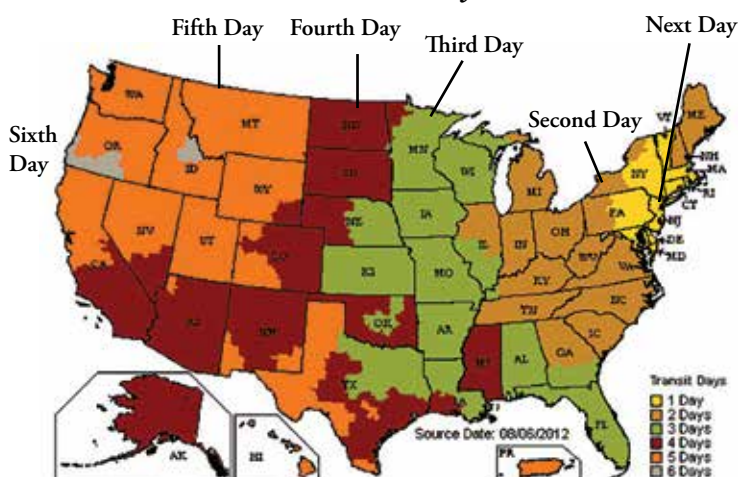 Next Day
Fifth Day
Fourth Day
Third Day
Second Day
Sixth
Day
WA
MT
ND
MN
VT
ME
NH
MA
RI
CT
NJ
DE
MD
OR
ID
WY
SD
WI
MI
NY
PA
NV
UT
CO
NE
IA
IL
IN
OH
WV
VA
CA
AZ
NM
KS
MO
KY
TN
NC
SC
OK
AR
TX
AL
GA
FL
AK
HI
PR
Source Date: 08/06/2012
Transit Days
1 Day
2 Days
3 Days
4 Days
5 Days
6 Days